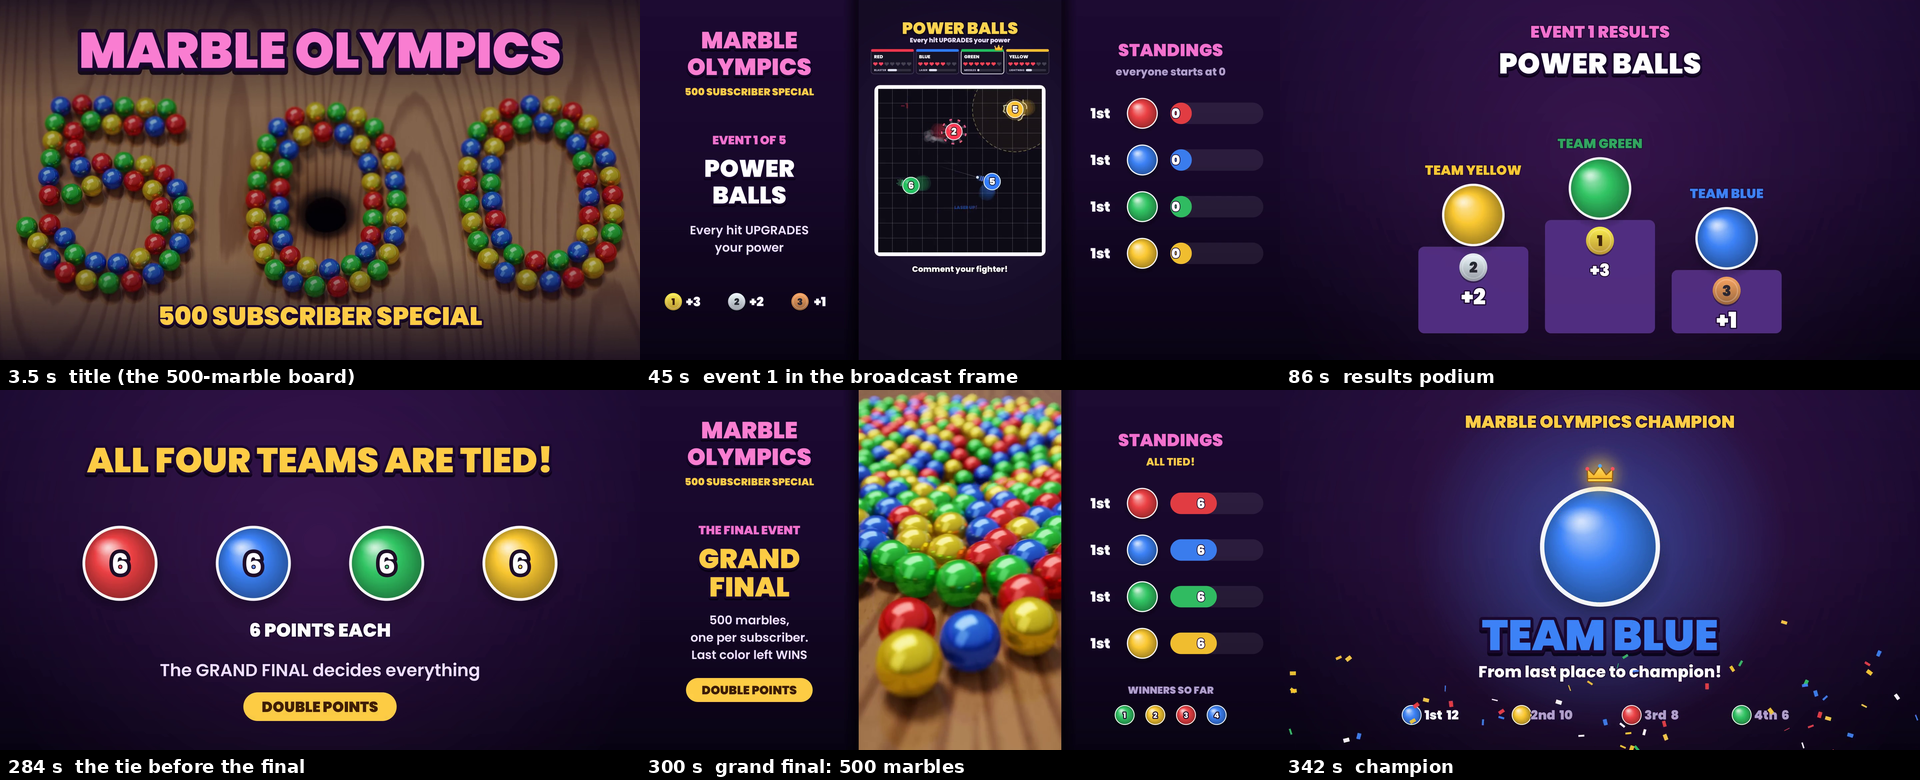 MARBLE OLYMPICS
500 SUBSCRIBER SPECIAL
3.5 s title (the 500-marble board)
MARBLE
OLYMPICS
500 SUBSCRIBER SPECIAL
EVENT 1 OF 5
POWER
BALLS
Every hit UPGRADES
your power
1 +3 2 +2 3 +1
POWER BALLS
Every hit UPGRADES your power
RED BLUE GREEN YELLOW
5
2
6
5
Comment your fighter!
STANDINGS
everyone starts at 0
1st 0
1st 0
1st 0
1st 0
45 s event 1 in the broadcast frame
EVENT 1 RESULTS
POWER BALLS
TEAM GREEN
TEAM YELLOW
TEAM BLUE
1
+3
2
+2
3
+1
86 s results podium
ALL FOUR TEAMS ARE TIED!
6 6 6 6
6 POINTS EACH
The GRAND FINAL decides everything
DOUBLE POINTS
284 s the tie before the final
MARBLE
OLYMPICS
500 SUBSCRIBER SPECIAL
THE FINAL EVENT
GRAND
FINAL
500 marbles,
one per subscriber.
Last color left WINS
DOUBLE POINTS
STANDINGS
ALL TIED!
1st 6
1st 6
1st 6
1st 6
WINNERS SO FAR
1 2 3 4
300 s grand final: 500 marbles
MARBLE OLYMPICS CHAMPION
TEAM BLUE
From last place to champion!
1st 12 2nd 10 3rd 8 4th 6
342 s champion